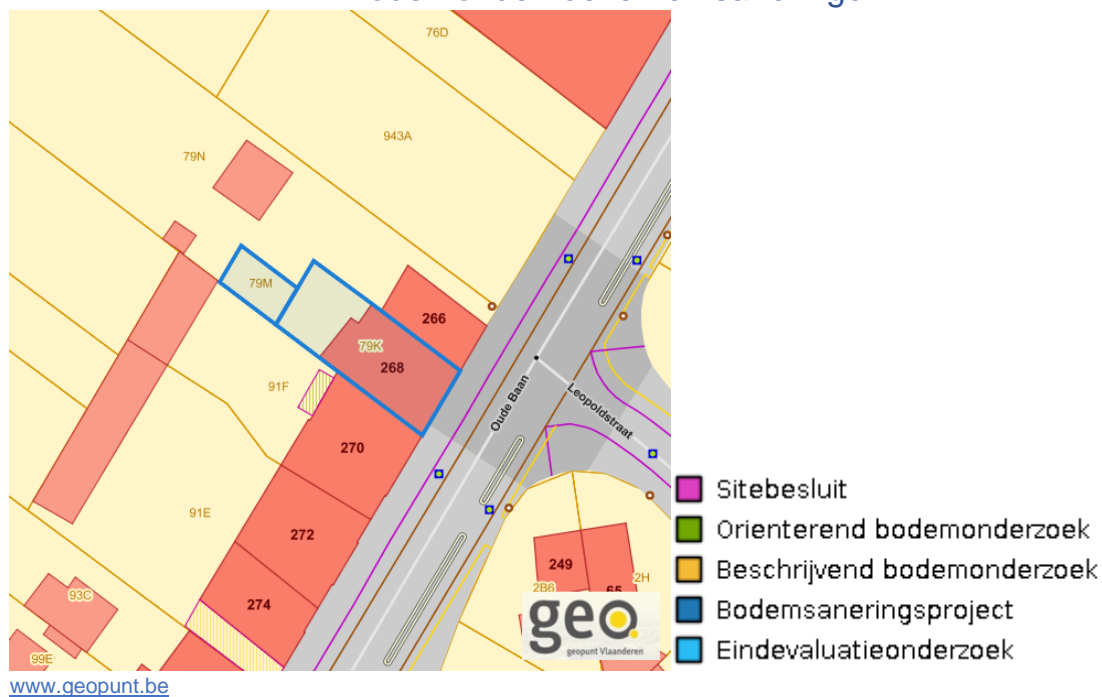 76D
943A
79N
79M
266
79K
268
91F
Oude Baan
Leopoldstraat
270
91E
272
249
2B6
2H
65
93C
274
99E
geo.
geopunt Vlaanderen
Sitebesluit
Orienterend bodemonderzoek
Beschrijvend bodemonderzoek
Bodemsaneringsproject
Eindevaluatieonderzoek
www.geopunt.be